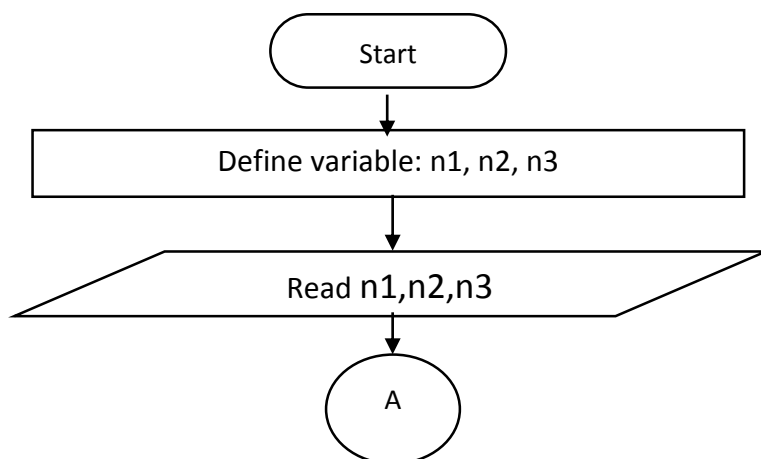 Start
Define variable: n1, n2, n3
Read n1,n2,n3
A